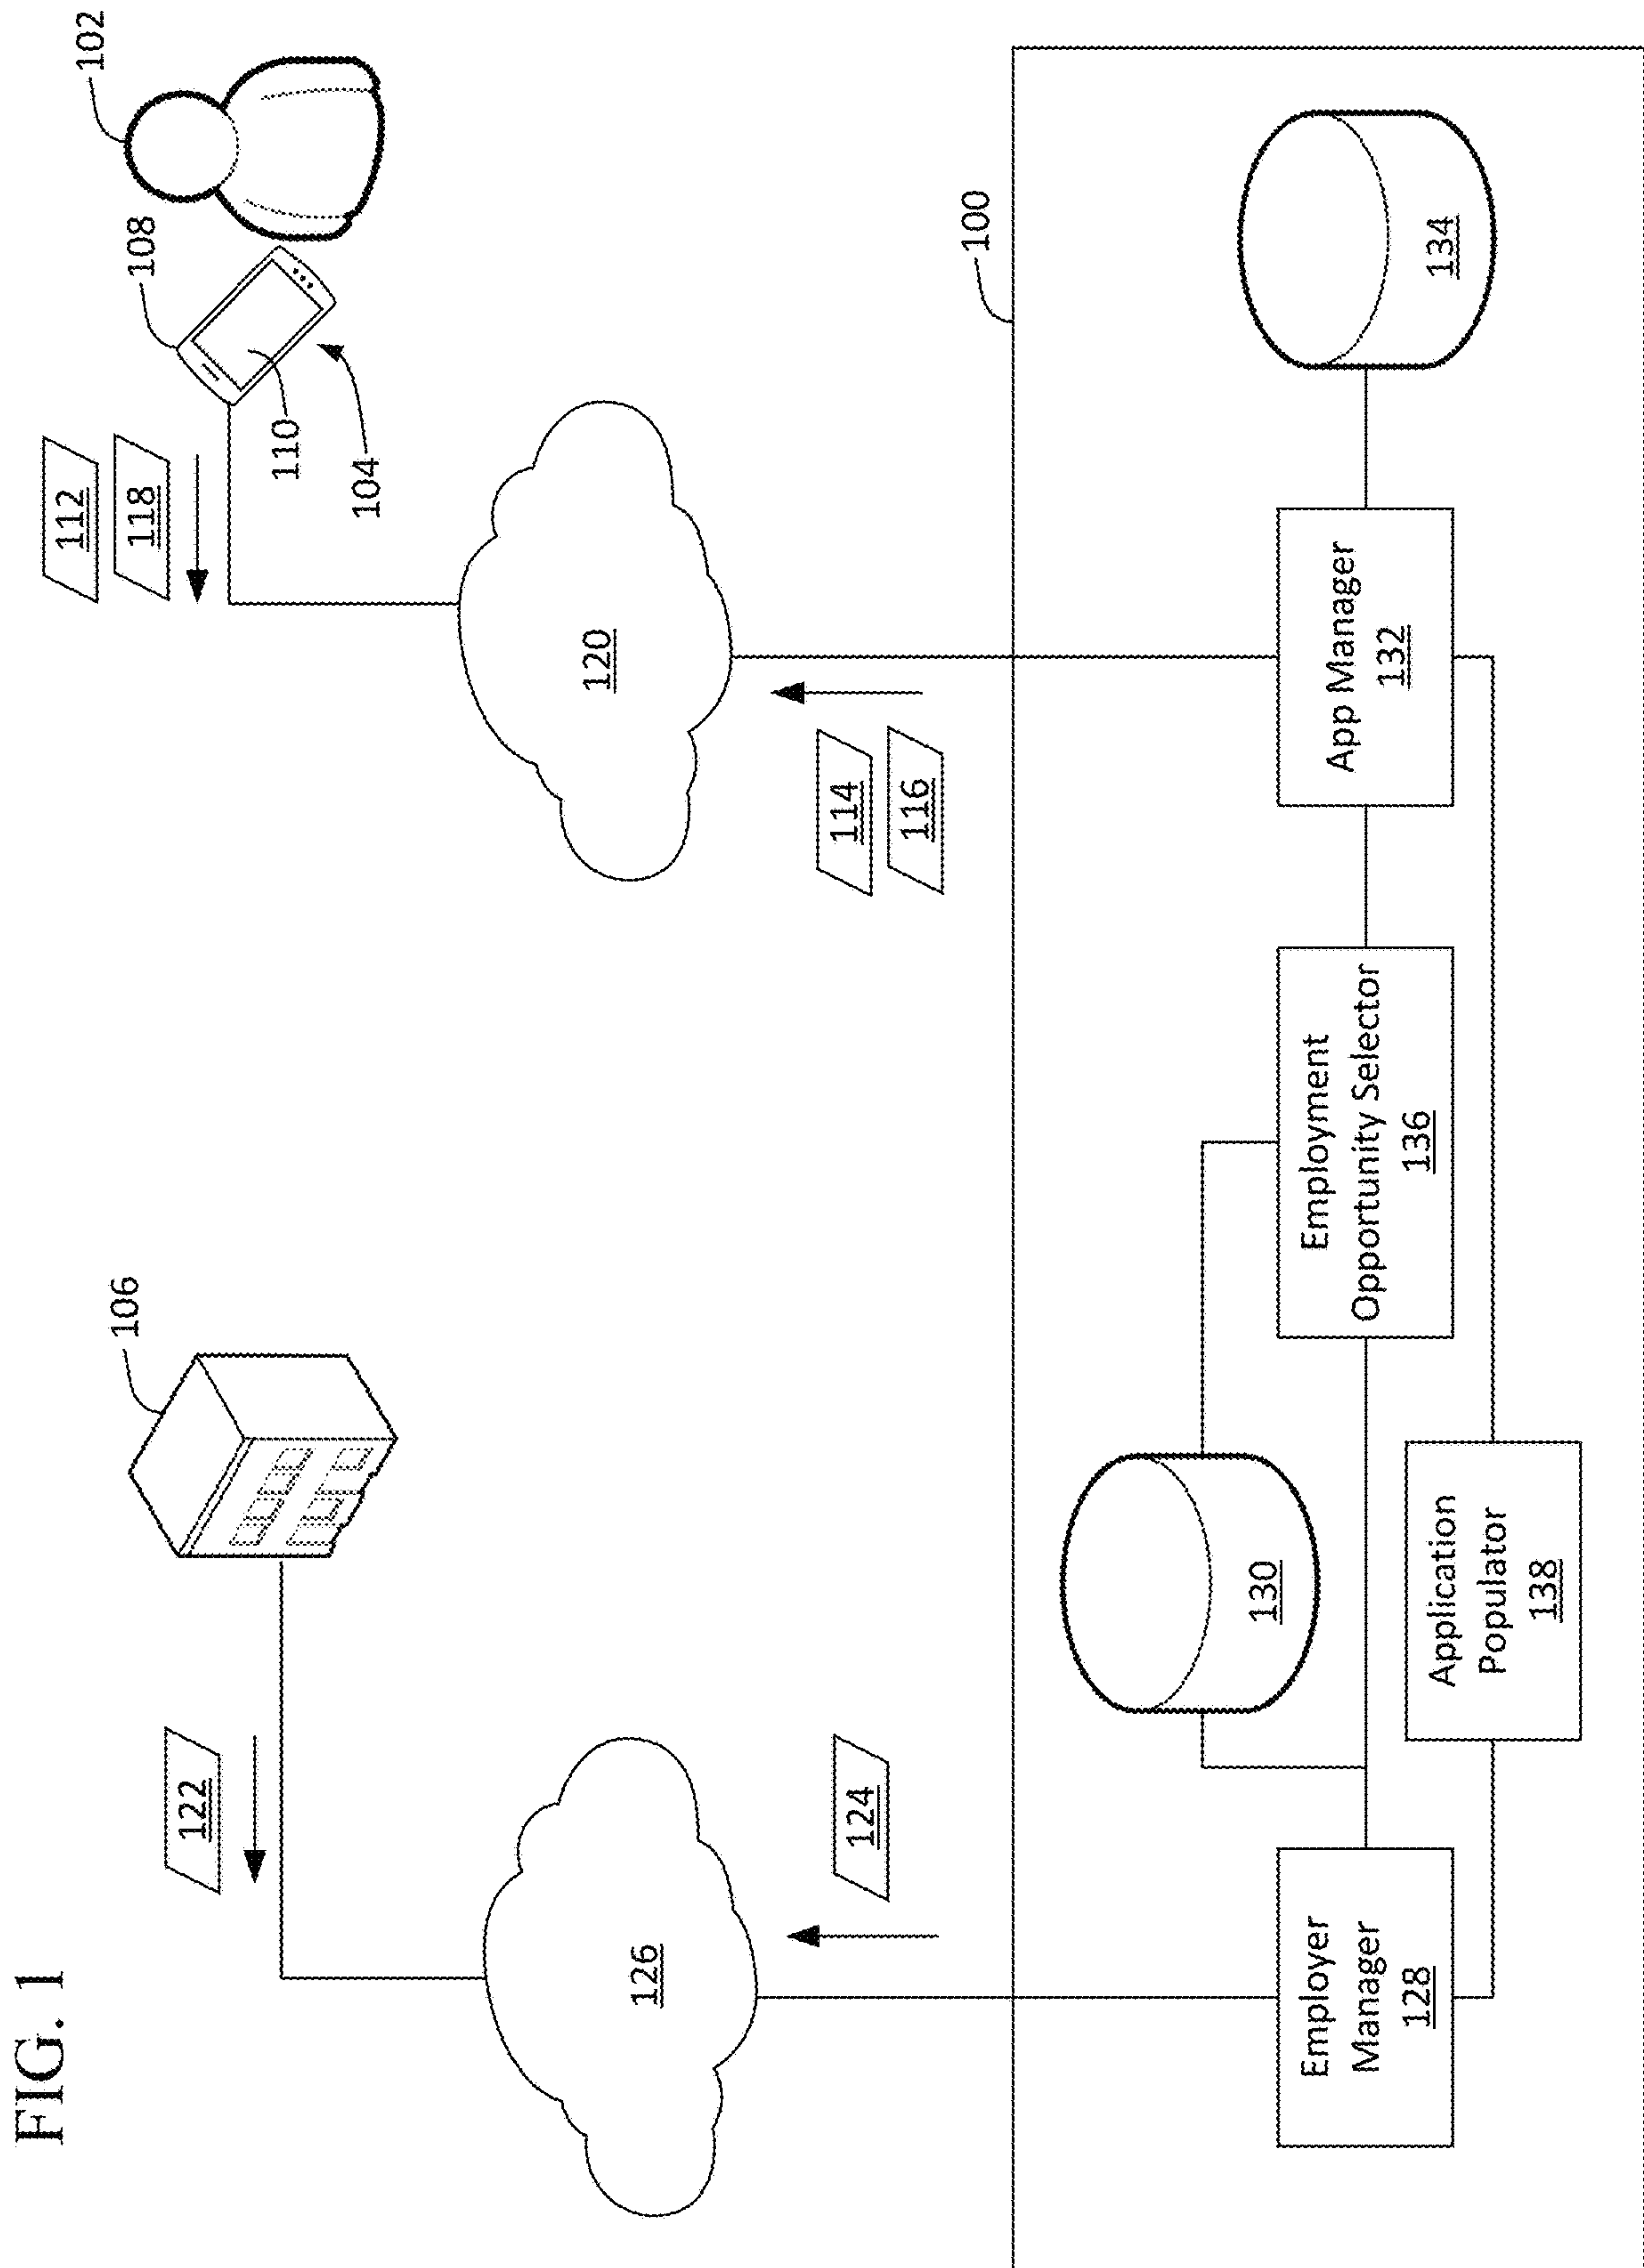 FIG. 1
106
102
108
110
104
112
118
122
120
126
114
116
124
100
130
134
Employer
Manager
128
Employment
Opportunity Selector
136
App Manager
132
Application
Populator
138